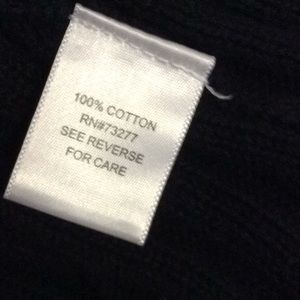 100% COTTON
RN#73277
SEE REVERSE
FOR CARE